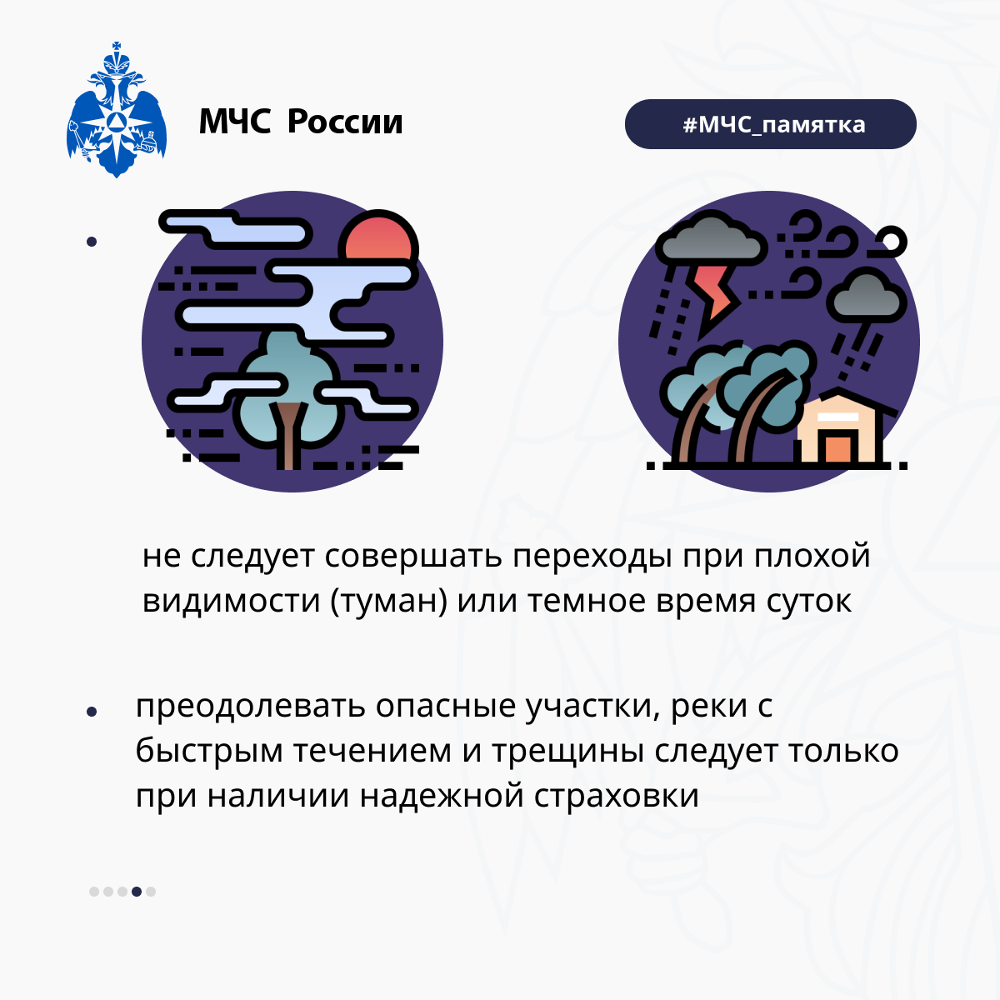 МЧС России
#МЧС_памятка
не следует совершать переходы при плохой
видимости (туман) или темное время суток
преодолевать опасные участки, реки с
быстрым течением и трещины следует только
при наличии надежной страховки